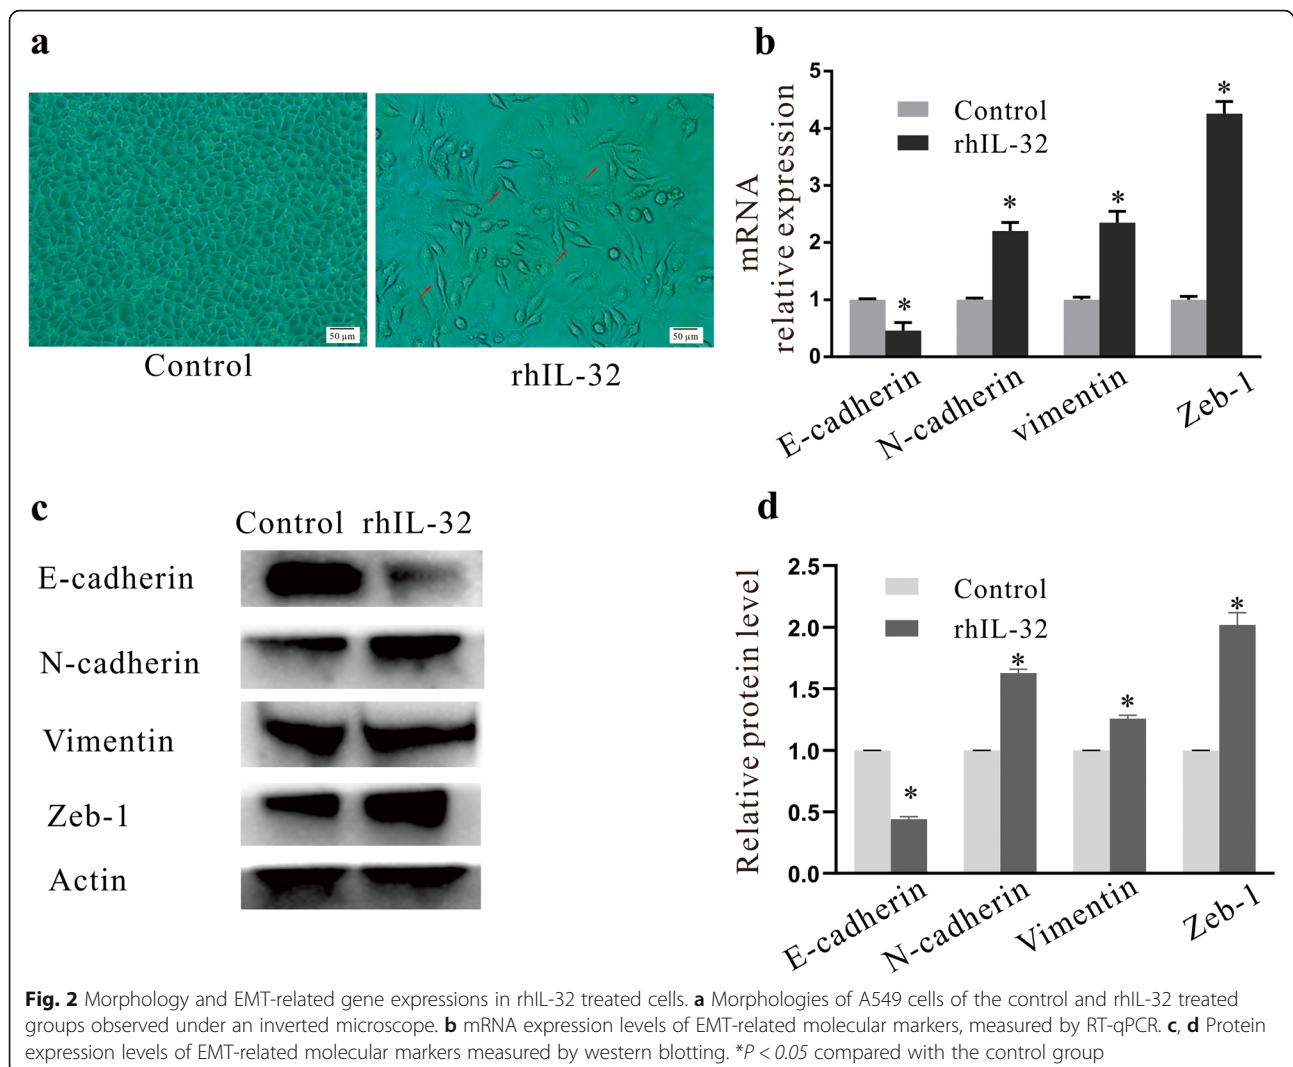 a
50 µm
50 µm
Control
rhIL-32
b
mRNA
relative expression
5
4
3
2
1
0
Control
rhIL-32
*
*
*
*
E-cadherin
N-cadherin
vimentin
Zeb-1
c
Control rhIL-32
E-cadherin
N-cadherin
Vimentin
Zeb-1
Actin
d
Relative protein level
2.5
2.0
1.5
1.0
0.5
0.0
Control
rhIL-32
*
*
*
*
E-cadherin
N-cadherin
Vimentin
Zeb-1
Fig. 2 Morphology and EMT-related gene expressions in rhIL-32 treated cells. a Morphologies of A549 cells of the control and rhIL-32 treated
groups observed under an inverted microscope. b mRNA expression levels of EMT-related molecular markers, measured by RT-qPCR. c, d Protein
expression levels of EMT-related molecular markers measured by western blotting. *P < 0.05 compared with the control group